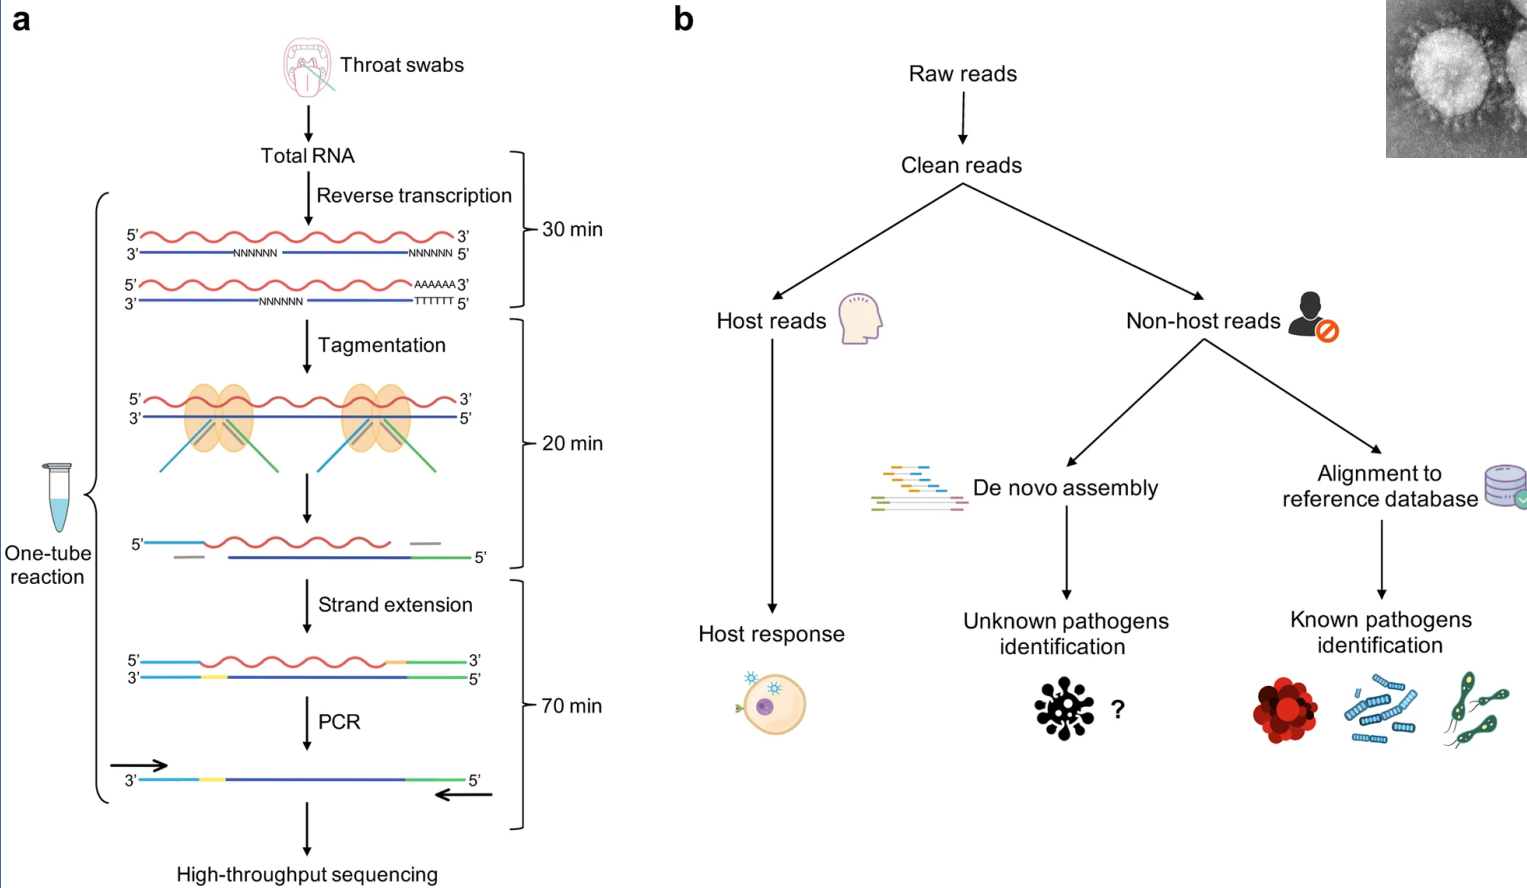 a
Throat swabs
Total RNA
Reverse transcription
5’ 3’
3’ NNNNNN NNNNNN 5’
5’ AAAAAA 3’
3’ NNNNNN TTTTTT 5’
30 min
Tagmentation
5’ 3’
3’ 5’
20 min
5’
5’
One-tube
reaction
Strand extension
5’ 3’
3’ 5’
70 min
PCR
3’ 5’
High-throughput sequencing
b
Raw reads
Clean reads
Host reads
Non-host reads
De novo assembly
Alignment to
reference database
Host response
Unknown pathogens
identification
?
Known pathogens
identification